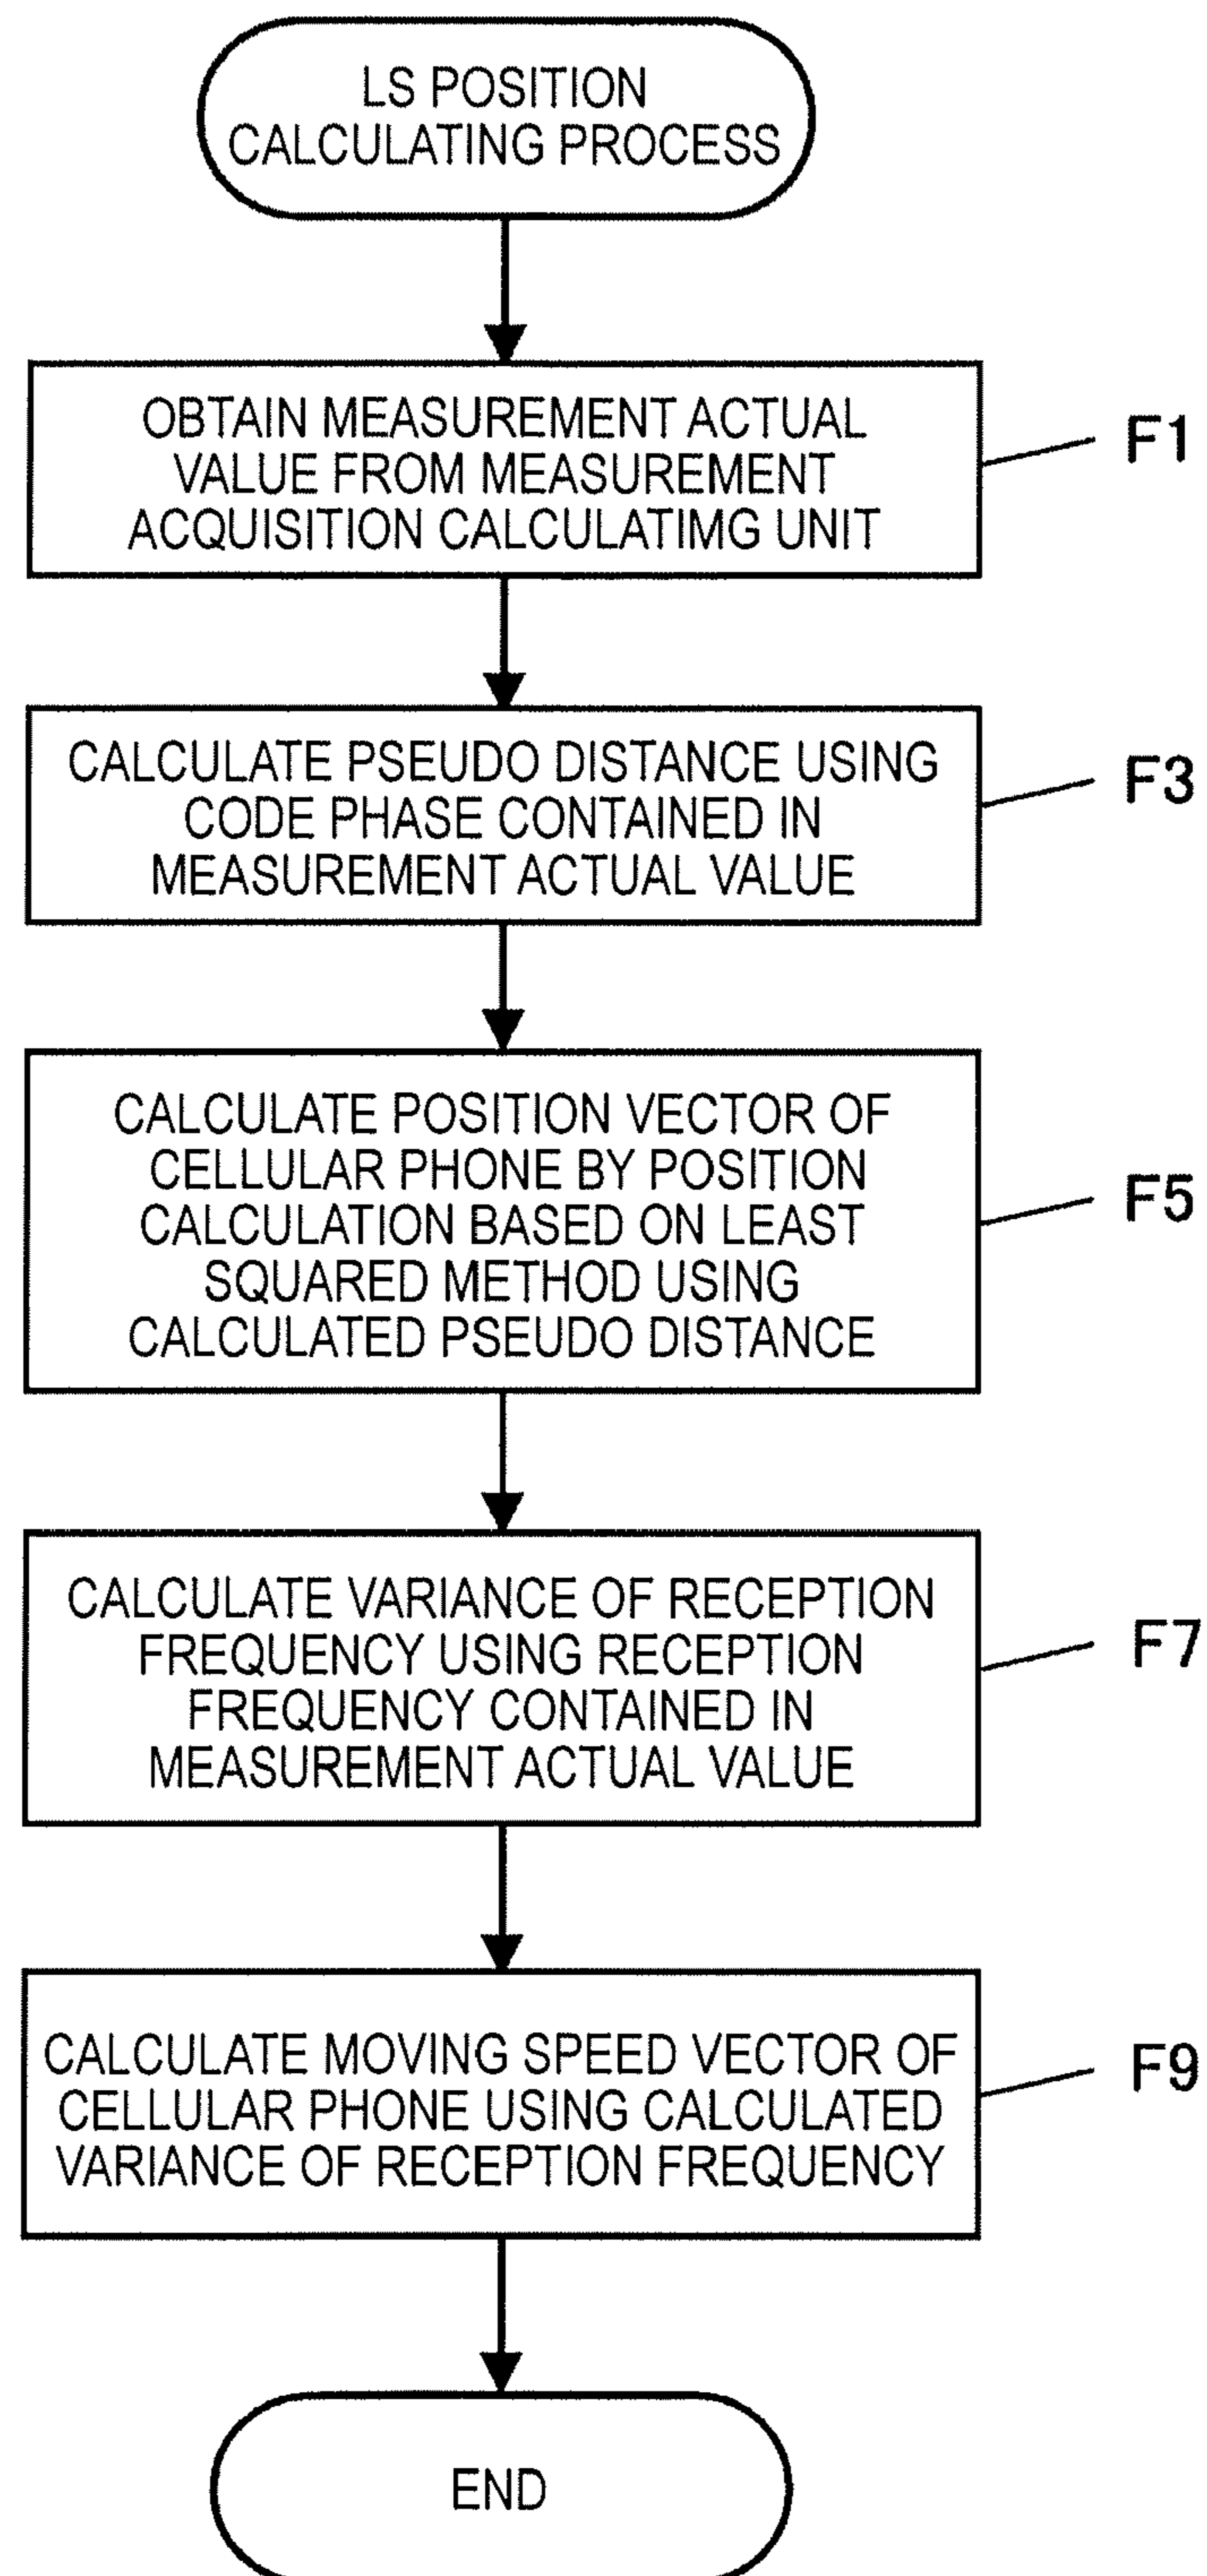 LS POSITION
CALCULATING PROCESS
OBTAIN MEASUREMENT ACTUAL
VALUE FROM MEASUREMENT
ACQUISITION CALCULATIMG UNIT
F1
CALCULATE PSEUDO DISTANCE USING
CODE PHASE CONTAINED IN
MEASUREMENT ACTUAL VALUE
F3
CALCULATE POSITION VECTOR OF
CELLULAR PHONE BY POSITION
CALCULATION BASED ON LEAST
SQUARED METHOD USING
CALCULATED PSEUDO DISTANCE
F5
CALCULATE VARIANCE OF RECEPTION
FREQUENCY USING RECEPTION
FREQUENCY CONTAINED IN
MEASUREMENT ACTUAL VALUE
F7
CALCULATE MOVING SPEED VECTOR OF
CELLULAR PHONE USING CALCULATED
VARIANCE OF RECEPTION FREQUENCY
F9
END